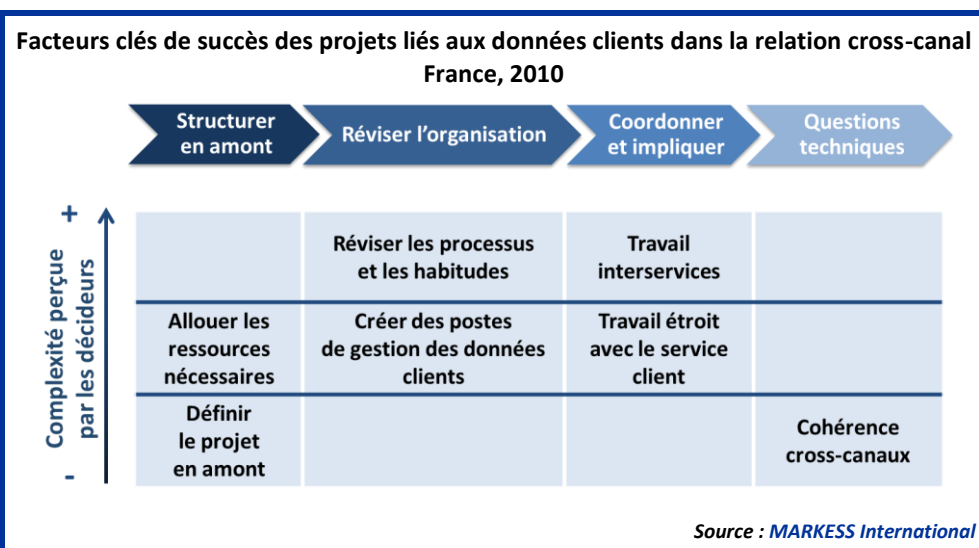 Facteurs clés de succès des projets liés aux données clients dans la relation cross-canal
France, 2010
Structurer
en amont
Réviser l'organisation
Coordonner
et impliquer
Questions
techniques
+
Complexité perçue
par les décideurs
-
Réviser les processus
et les habitudes
Travail
interservices
Allouer les
ressources
nécessaires
Créer des postes
de gestion des données
clients
Travail étroit
avec le service
client
Définir
le projet
en amont
Cohérence
cross-canaux
Source : MARKESS International